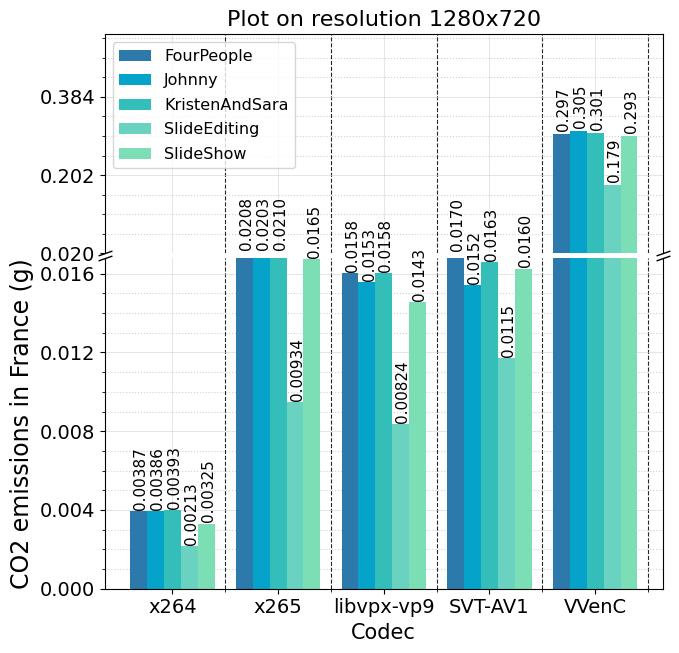 Plot on resolution 1280x720
FourPeople
Johnny
KristenAndSara
SlideEditing
SlideShow
0.384
0.202
0.020
0.016
0.012
0.008
0.004
0.000
CO2 emissions in France (g)
0.00387
0.00386
0.00393
0.00213
0.00325
0.0208
0.0203
0.0210
0.00934
0.0165
0.0158
0.0153
0.0158
0.00824
0.0143
0.0170
0.0152
0.0163
0.0115
0.0160
0.297
0.305
0.301
0.179
0.293
x264
x265
libvpx-vp9
SVT-AV1
VVenC
Codec